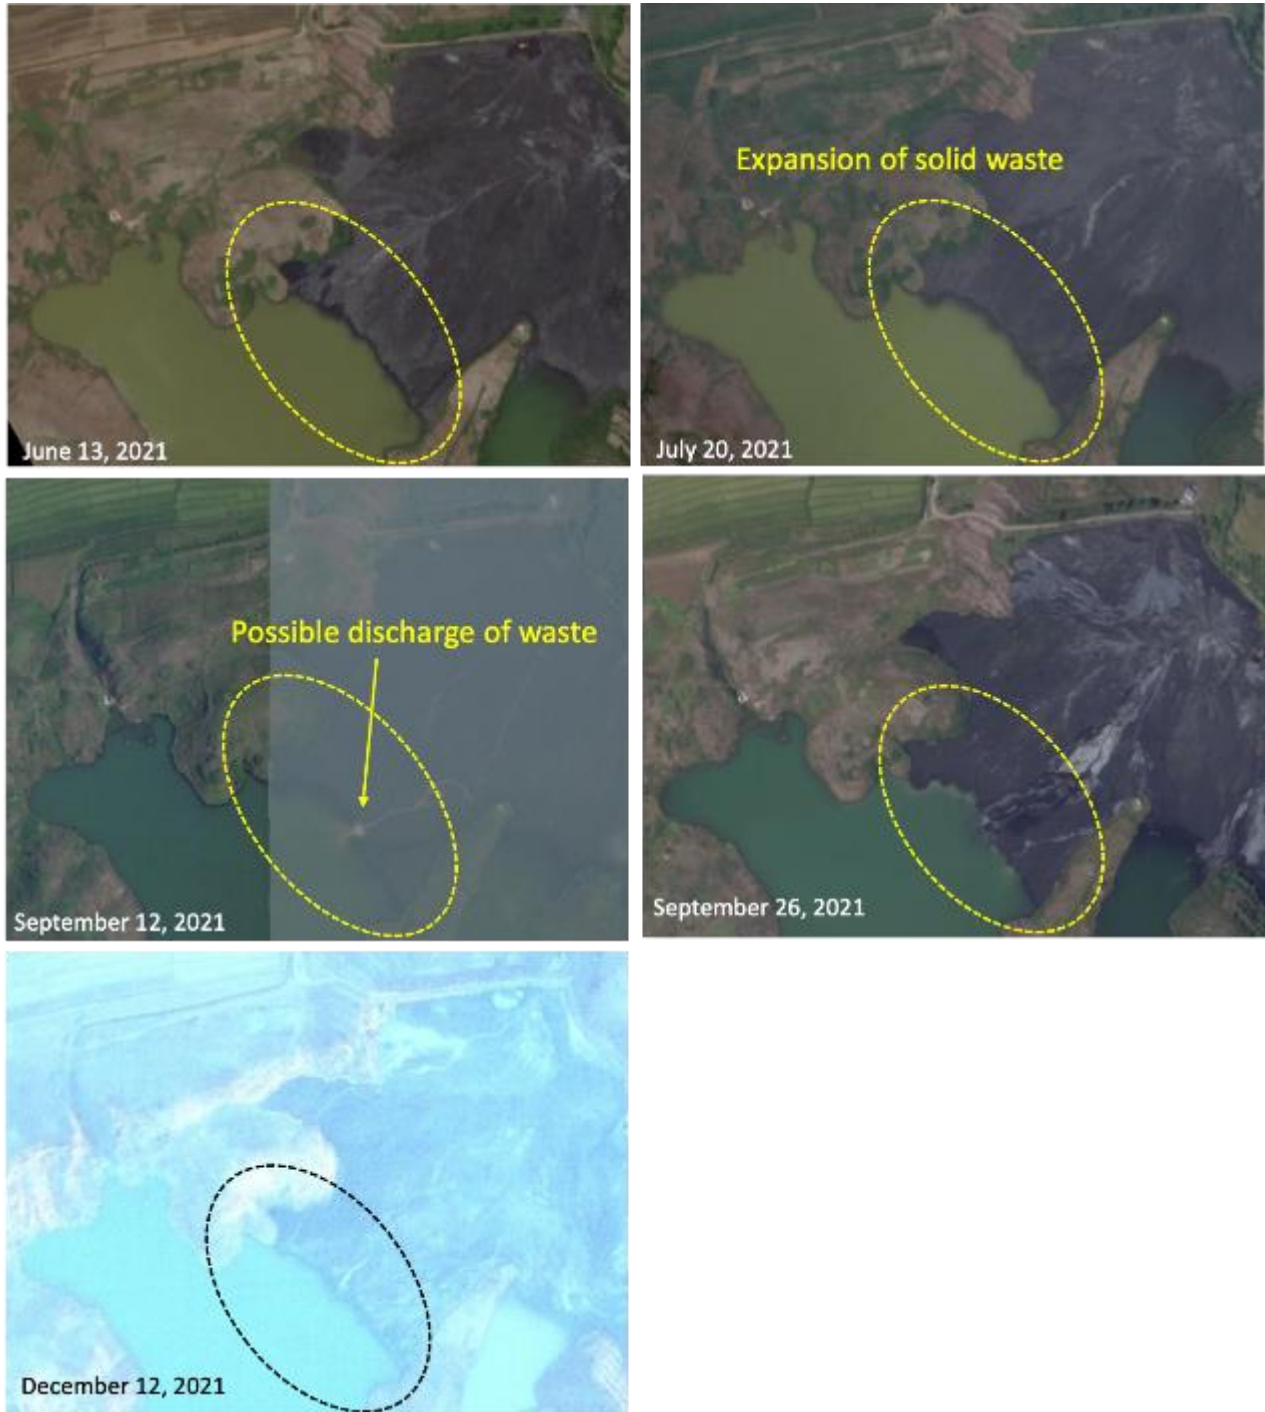 Expansion of solid waste
June 13, 2021
July 20, 2021
Possible discharge of waste
September 12, 2021
September 26, 2021
December 12, 2021